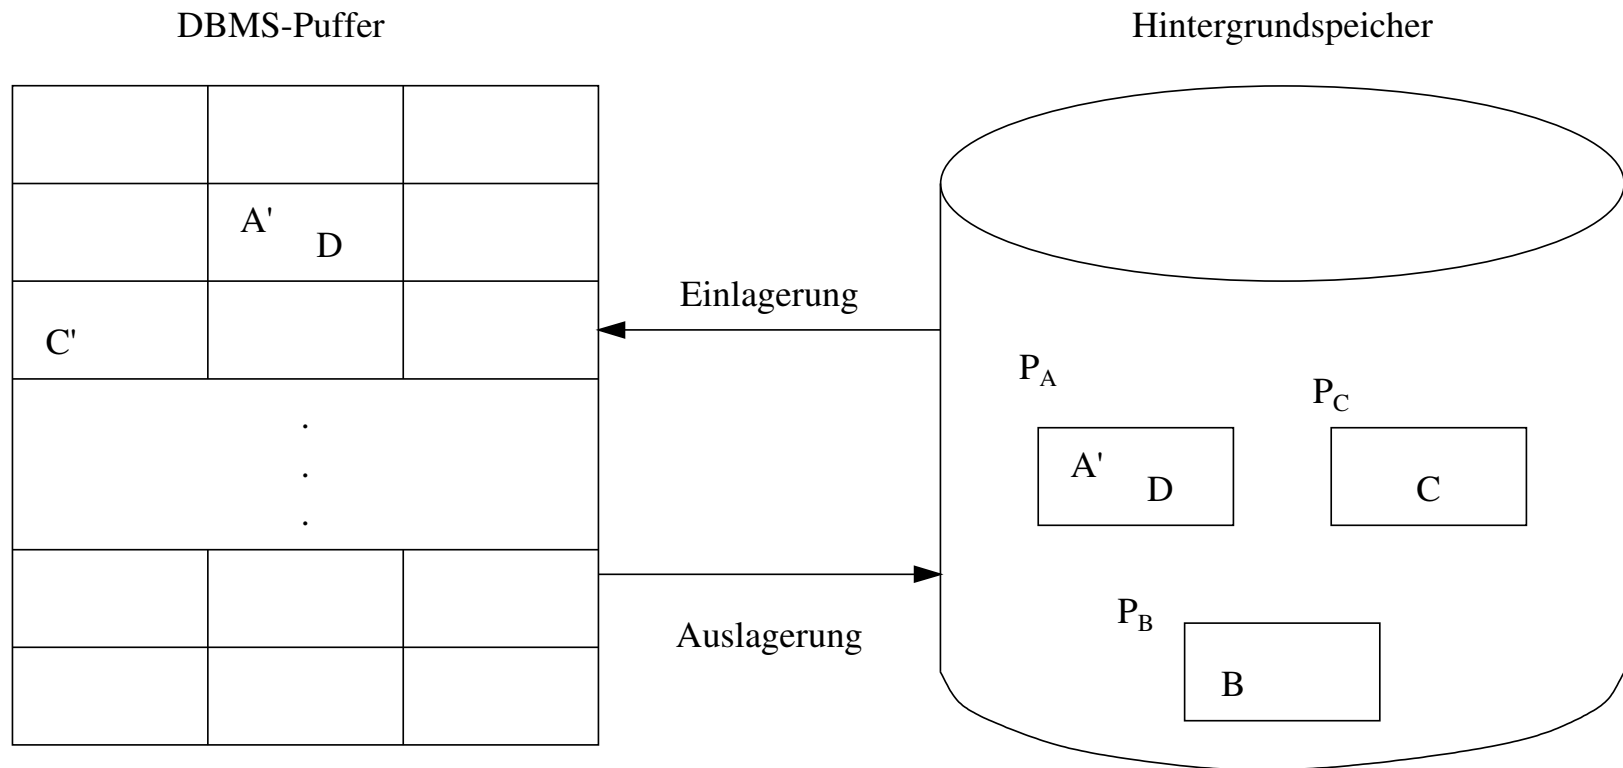 DBMS-Puffer
Hintergrundspeicher
A'
D
Einlagerung
C'
P_A
P_C
A'
D
C
.
.
.
P_B
Auslagerung
B